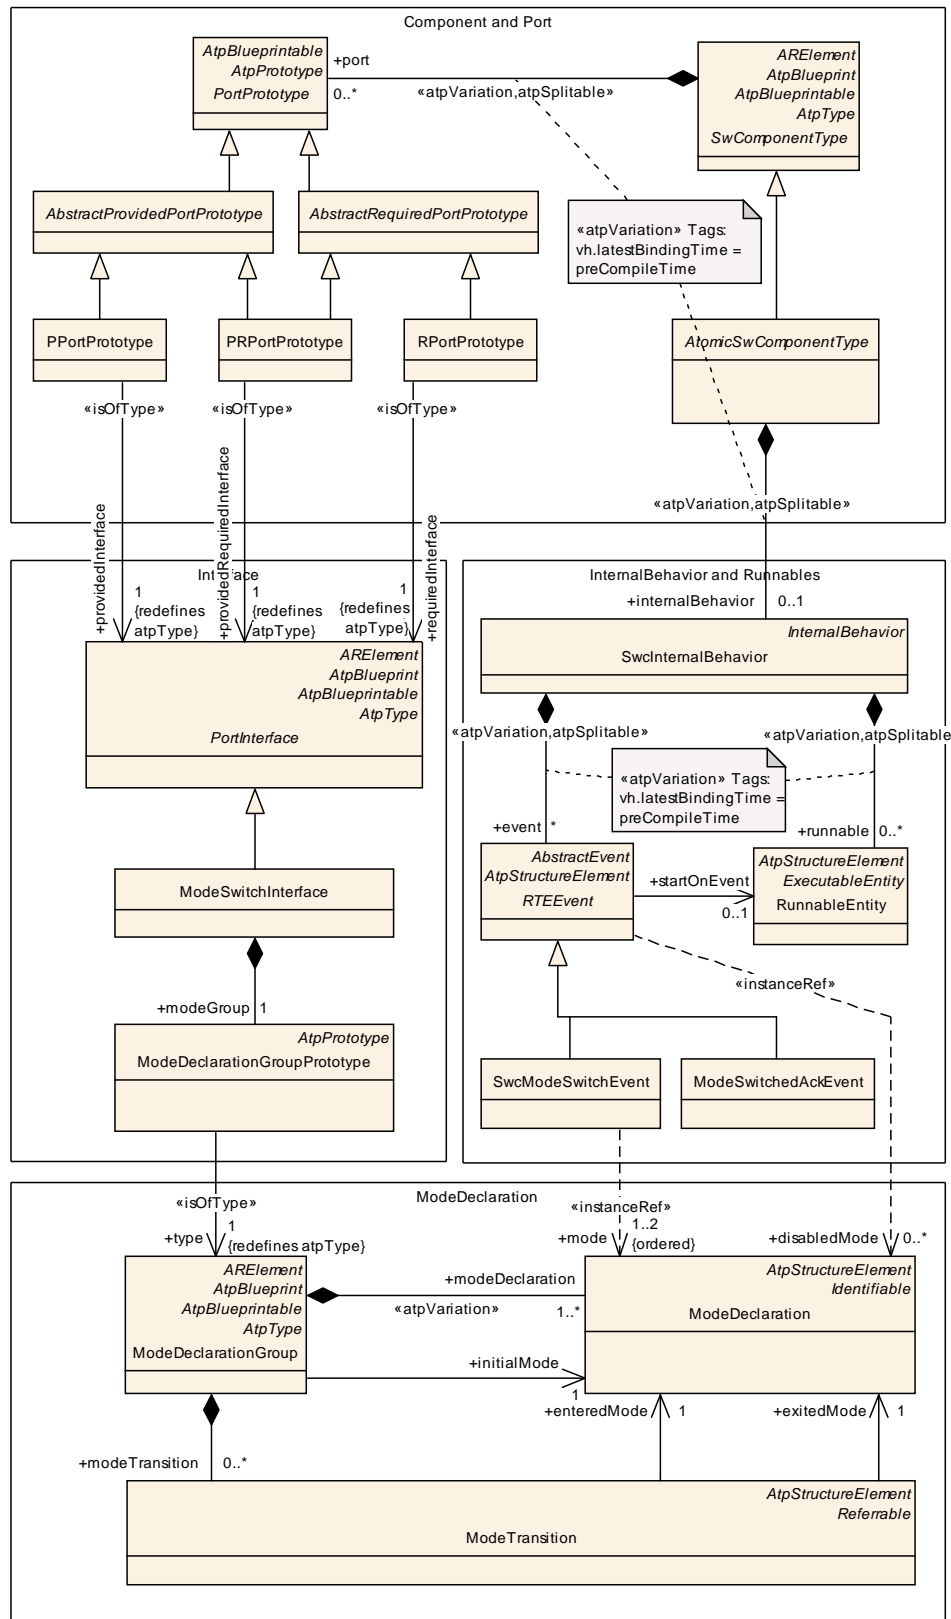 Component and Port
AtpBlueprintable
AtpPrototype
PortPrototype
+port
0..*
«atpVariation,atpSplitable»
ARElement
AtpBlueprint
AtpBlueprintable
AtpType
SwComponentType
AbstractProvidedPortPrototype
AbstractRequiredPortPrototype
«atpVariation» Tags:
vh.latestBindingTime =
preCompileTime
PPortPrototype
PRPortPrototype
RPortPrototype
AtomicSwComponentType
«isOfType»
«isOfType»
«isOfType»
«atpVariation,atpSplitable»
+providedInterface
+providedRequiredInterface
+requiredInterface
1
{redefines
atpType}
1
{redefines
atpType}
1
{redefines
atpType}
ARElement
AtpBlueprint
AtpBlueprintable
AtpType
PortInterface
InternalBehavior and Runnables
+internalBehavior
0..1
InternalBehavior
SwcInternalBehavior
«atpVariation,atpSplitable»
«atpVariation,atpSplitable»
«atpVariation» Tags:
vh.latestBindingTime =
preCompileTime
+event
*
+runnable
0..*
AbstractEvent
AtpStructureElement
RTEEvent
+startOnEvent
0..1
AtpStructureElement
ExecutableEntity
RunnableEntity
ModeSwitchInterface
+modeGroup
1
AtpPrototype
ModeDeclarationGroupPrototype
«instanceRef»
SwcModeSwitchEvent
ModeSwitchedAckEvent
ModeDeclaration
«isOfType»
+type
1
{redefines atpType}
«instanceRef»
+mode
1..2
{ordered}
+disabledMode
0..*
ARElement
AtpBlueprint
AtpBlueprintable
AtpType
ModeDeclarationGroup
+modeDeclaration
«atpVariation»
1..*
AtpStructureElement
Identifiable
ModeDeclaration
+initialMode
1
+enteredMode
1
+exitedMode
1
+modeTransition
0..*
AtpStructureElement
Referrable
ModeTransition